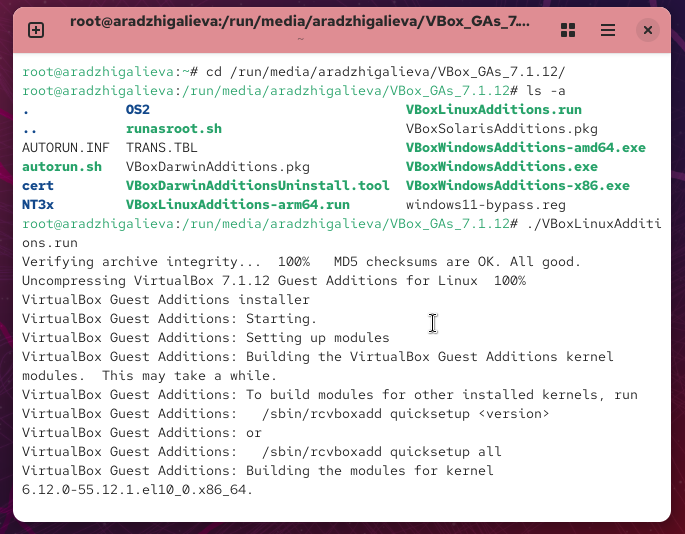 root@aradzhigalieva:/run/media/aradzhigalieva/VBox_GAs_7....
~
root@aradzhigalieva:~# cd /run/media/aradzhigalieva/VBox_GAs_7.1.12/
root@aradzhigalieva:/run/media/aradzhigalieva/VBox_GAs_7.1.12# ls -a
.            OS2                                VBoxLinuxAdditions.run
..           runasroot.sh                       VBoxSolarisAdditions.pkg
AUTORUN.INF  TRANS.TBL                          VBoxWindowsAdditions-amd64.exe
autorun.sh   VBoxDarwinAdditions.pkg            VBoxWindowsAdditions.exe
cert         VBoxDarwinAdditionsUninstall.tool  VBoxWindowsAdditions-x86.exe
NT3x         VBoxLinuxAdditions-arm64.run       windows11-bypass.reg
root@aradzhigalieva:/run/media/aradzhigalieva/VBox_GAs_7.1.12# ./VBoxLinuxAdditi
ons.run
Verifying archive integrity...  100%   MD5 checksums are OK. All good.
Uncompressing VirtualBox 7.1.12 Guest Additions for Linux  100%
VirtualBox Guest Additions installer
VirtualBox Guest Additions: Starting.
VirtualBox Guest Additions: Setting up modules
VirtualBox Guest Additions: Building the VirtualBox Guest Additions kernel
modules.  This may take a while.
VirtualBox Guest Additions: To build modules for other installed kernels, run
VirtualBox Guest Additions:   /sbin/rcvboxadd quicksetup <version>
VirtualBox Guest Additions: or
VirtualBox Guest Additions:   /sbin/rcvboxadd quicksetup all
VirtualBox Guest Additions: Building the modules for kernel
6.12.0-55.12.1.el10_0.x86_64.